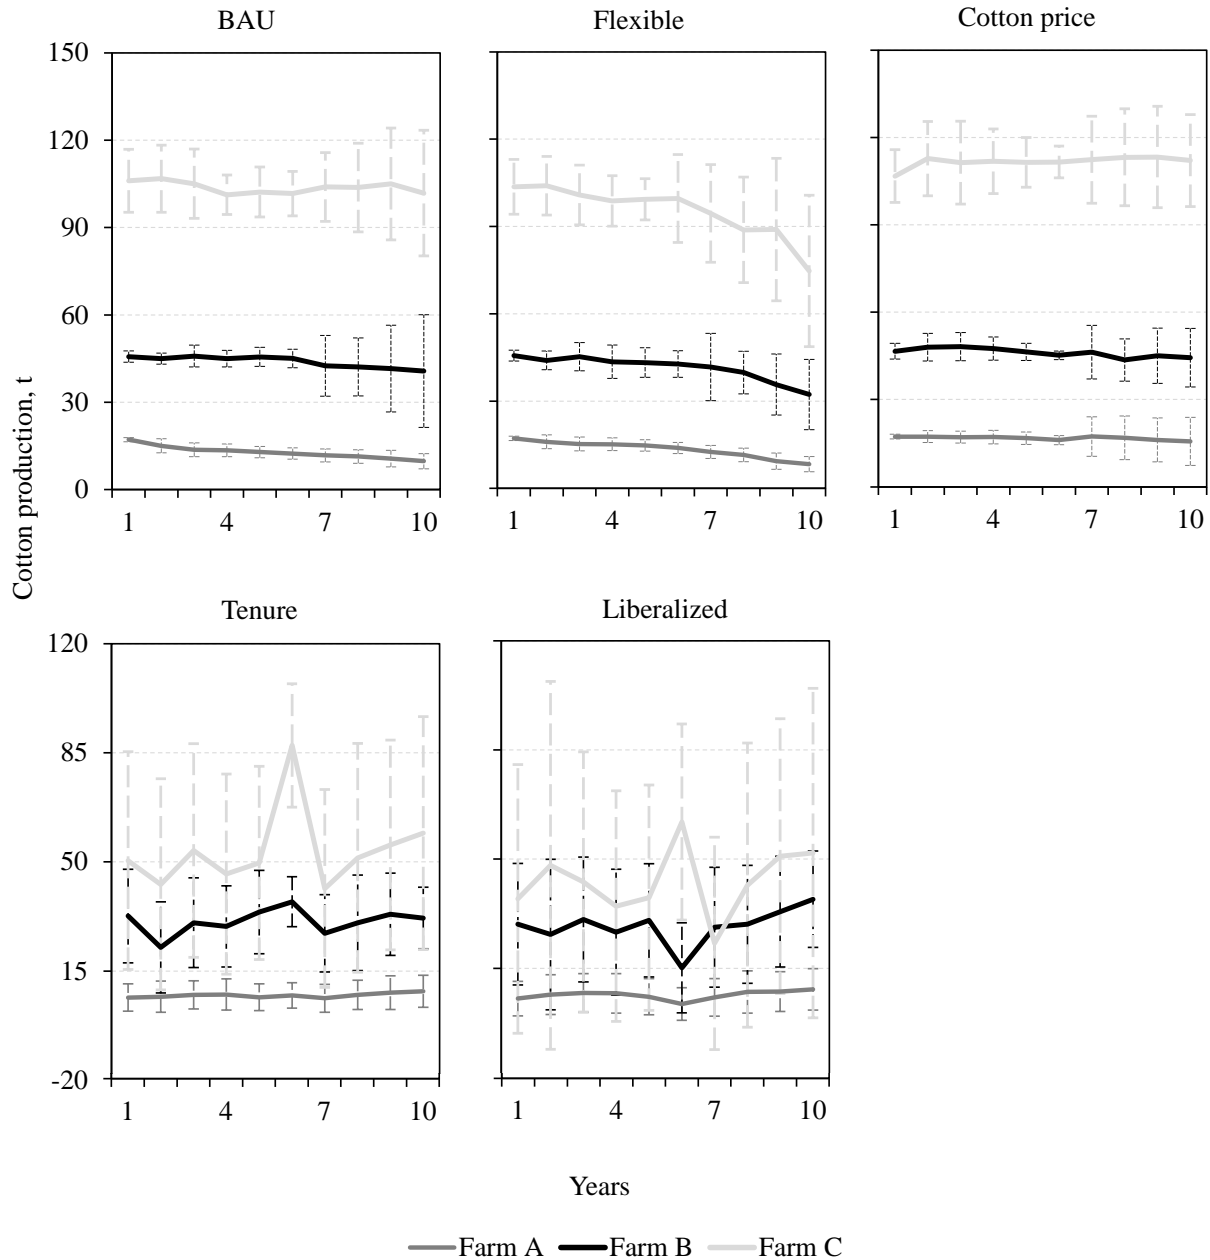 BAU
Flexible
Cotton price
150
120
90
60
30
0
1 4 7 10
1 4 7 10
1 4 7 10
Cotton production, t
Tenure
Liberalized
120
85
50
15
-20
1 4 7 10
1 4 7 10
Years
Farm A Farm B Farm C